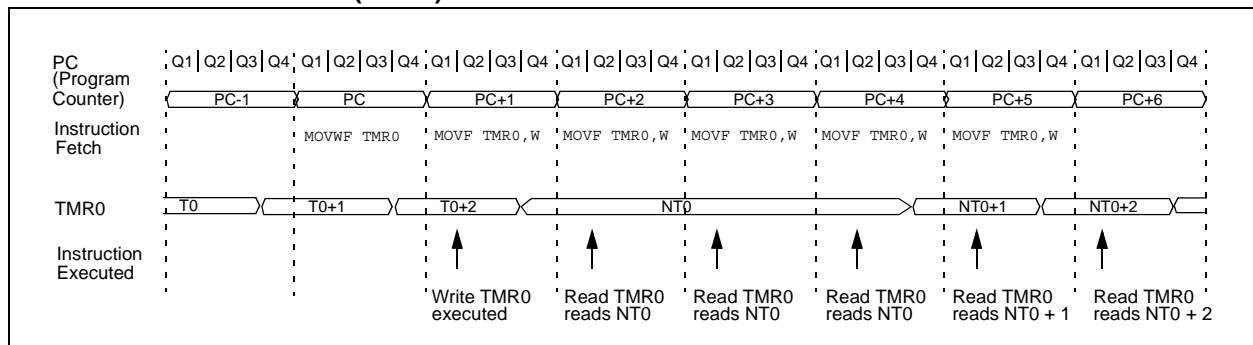 PC
(Program
Counter)
Q1 Q2 Q3 Q4 Q1 Q2 Q3 Q4 Q1 Q2 Q3 Q4 Q1 Q2 Q3 Q4 Q1 Q2 Q3 Q4 Q1 Q2 Q3 Q4 Q1 Q2 Q3 Q4 Q1 Q2 Q3 Q4
PC-1 PC PC+1 PC+2 PC+3 PC+4 PC+5 PC+6
Instruction
Fetch
MOVWF TMR0 MOVF TMR0,W MOVF TMR0,W MOVF TMR0,W MOVF TMR0,W MOVF TMR0,W
TMR0 T0 T0+1 T0+2 NT0 NT0+1 NT0+2
Instruction
Executed
Write TMR0
executed
Read TMR0
reads NT0
Read TMR0
reads NT0
Read TMR0
reads NT0
Read TMR0
reads NT0 + 1
Read TMR0
reads NT0 + 2